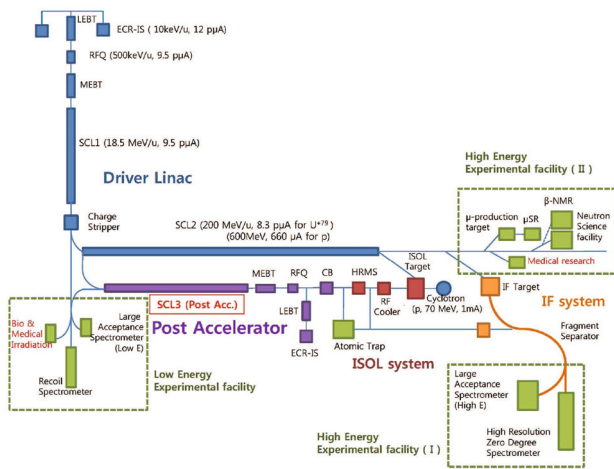 LEBT
ECR-IS ( 10keV/u, 12 pμA)
RFQ (500keV/u, 9.5 pμA)
MEBT
SCL1 (18.5 MeV/u, 9.5 pμA)
Driver Linac
Charge
Stripper
SCL2 (200 MeV/u, 8.3 pμA for U⁺⁷⁹)
(600MeV, 660 μA for p)
High Energy
Experimental facility ( II )
μ-production
target
μSR
β-NMR
Neutron
Science
facility
Medical research
ISOL
Target
IF Target
IF system
MEBT
RFQ
CB
HRMS
RF
Cooler
Cyclotron
(p, 70 MeV, 1mA)
SCL3 (Post Acc.)
Post Accelerator
LEBT
ECR-IS
Atomic Trap
ISOL system
Fragment
Separator
Bio &
Medical
Irradiation
Large
Acceptance
Spectrometer
(Low E)
Recoil
Spectrometer
Low Energy
Experimental facility
Large
Acceptance
Spectrometer
(High E)
High Resolution
Zero Degree
Spectrometer
High Energy
Experimental facility ( I )